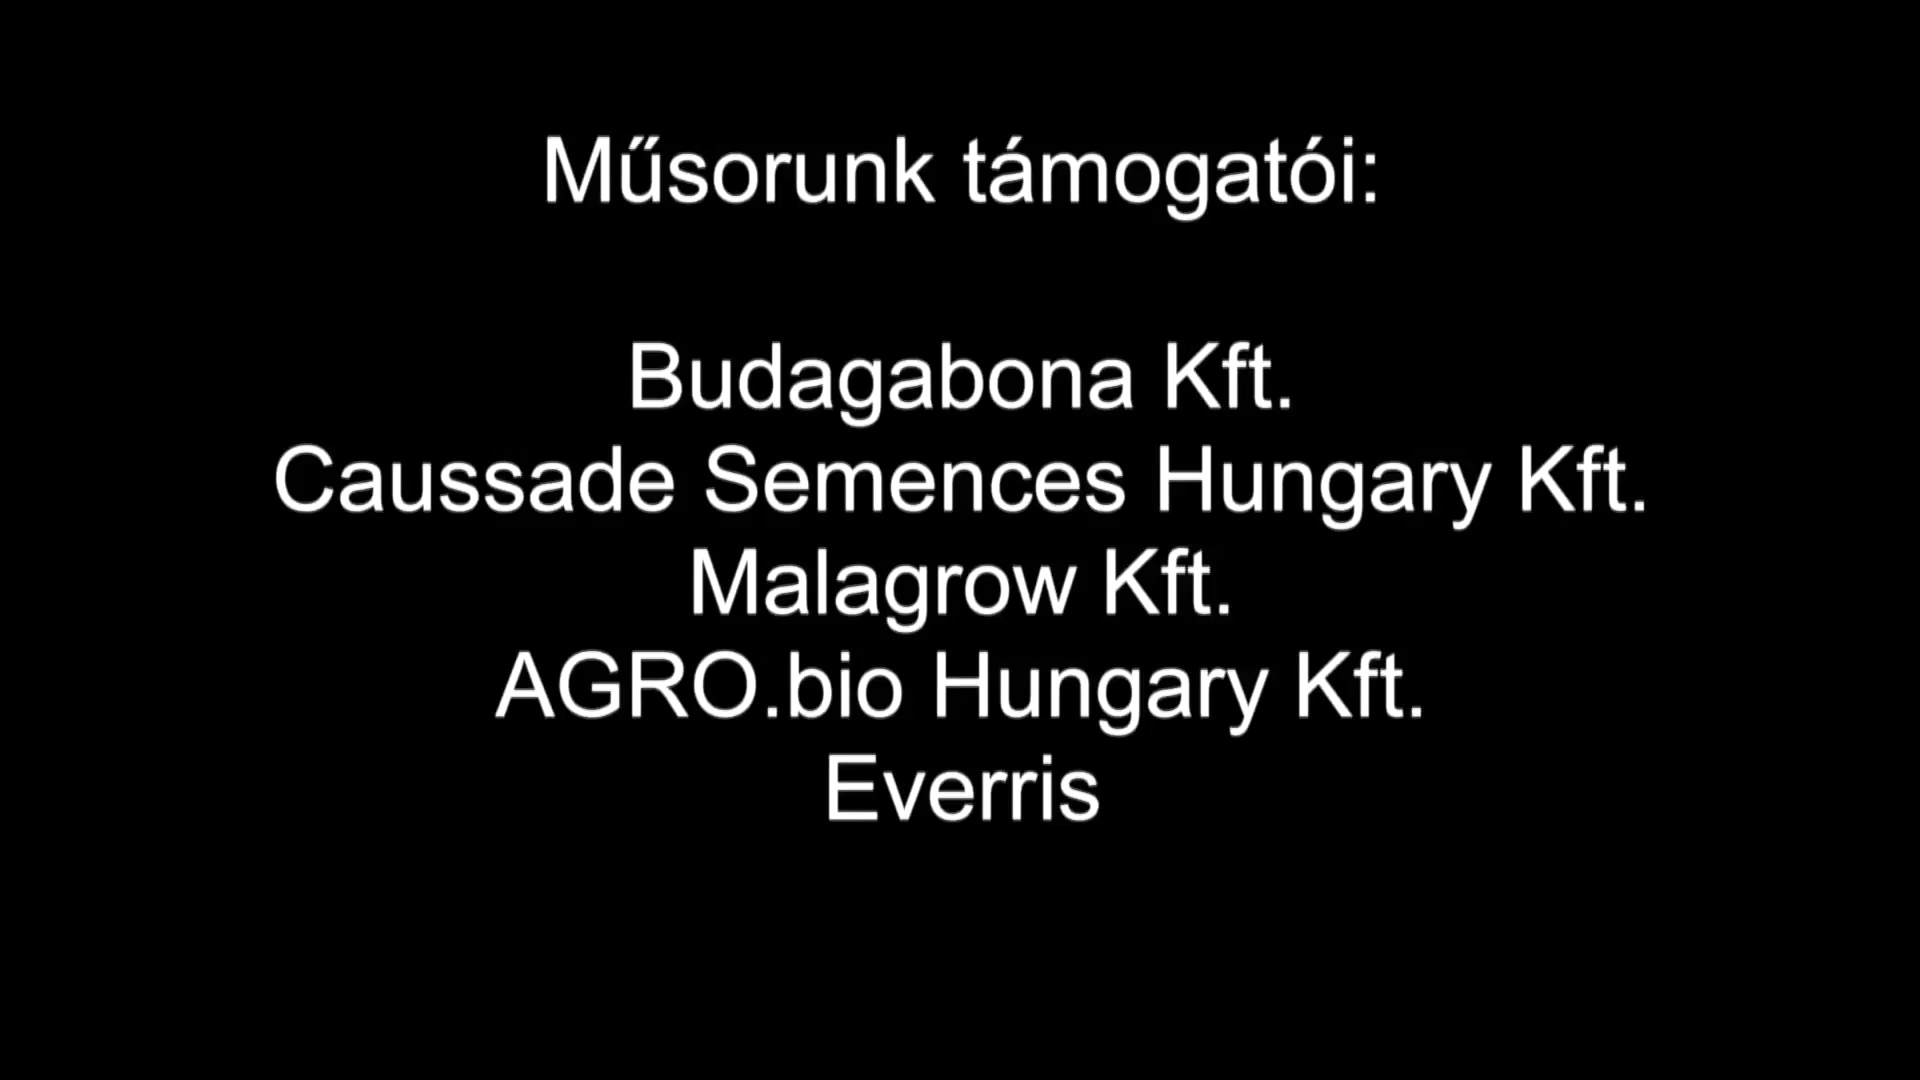 Műsorunk támogatói:
Budagabona Kft.
Caussade Semences Hungary Kft.
Malagrow Kft.
AGRO.bio Hungary Kft.
Everris